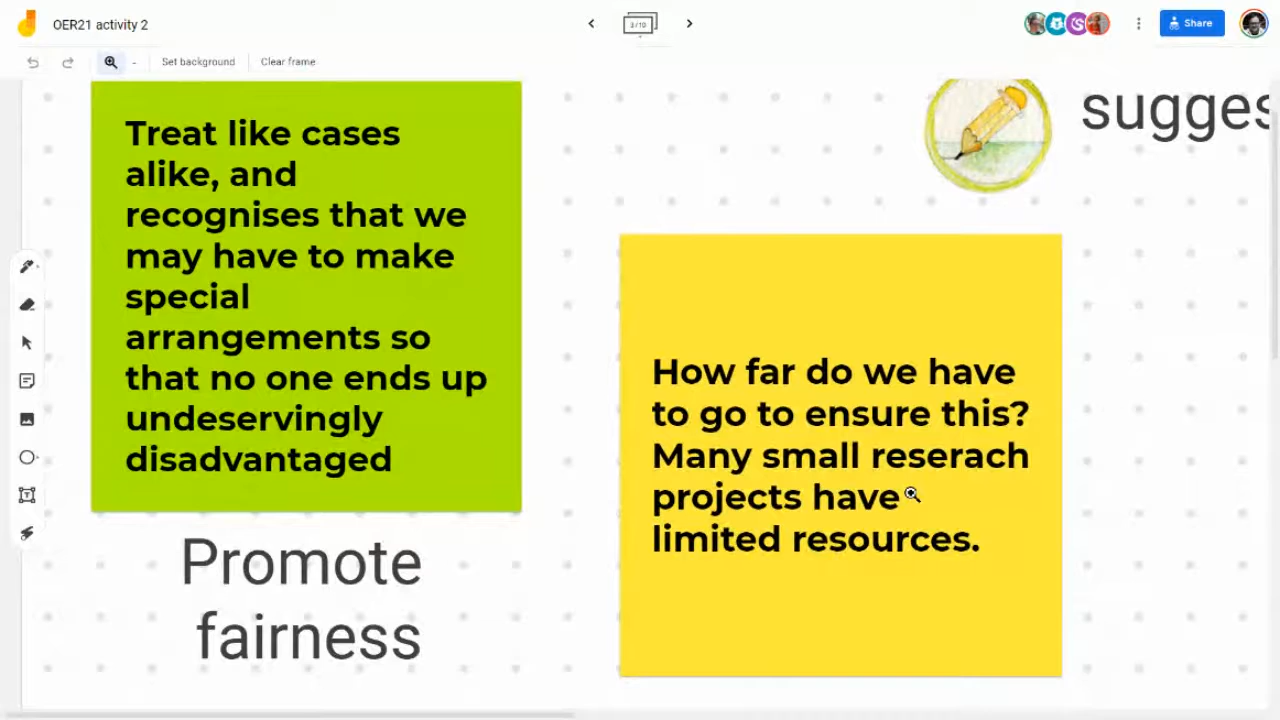 OER21 activity 2
3/10
Share
Set background
Clear frame
Treat like cases
alike, and
recognises that we
may have to make
special
arrangements so
that no one ends up
undeservingly
disadvantaged
Promote
fairness
sugges
How far do we have
to go to ensure this?
Many small reserach
projects have
limited resources.